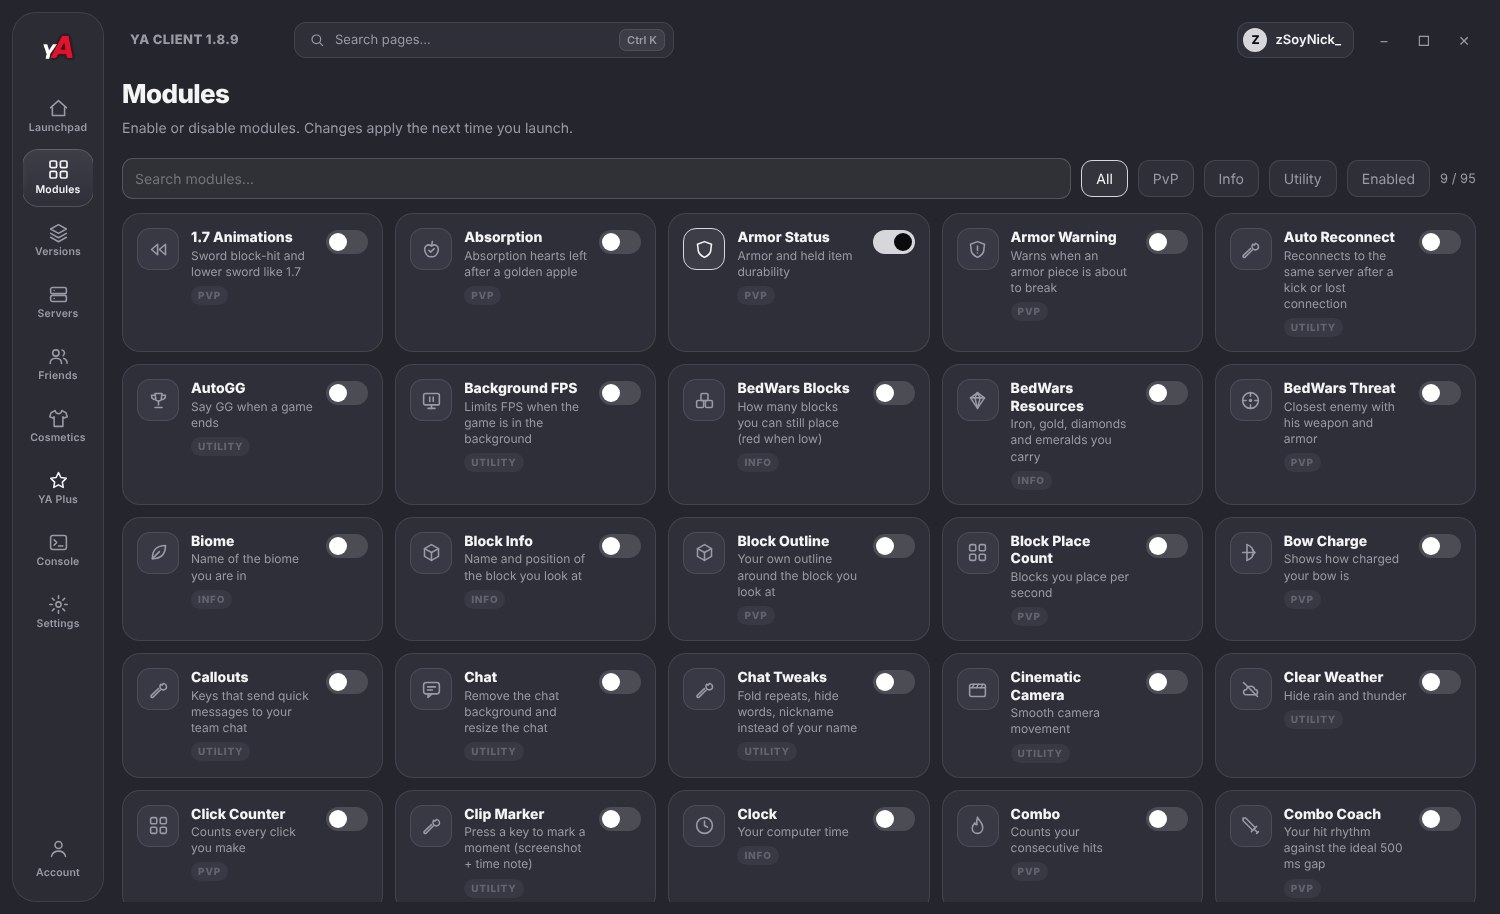 YA
YA CLIENT 1.8.9
Search pages...
Ctrl K
Z
zSoyNick_
Launchpad
Modules
Versions
Servers
Friends
Cosmetics
YA Plus
Console
Settings
Account
Modules
Enable or disable modules. Changes apply the next time you launch.
Search modules...
All
PvP
Info
Utility
Enabled
9 / 95
1.7 Animations
Sword block-hit and
lower sword like 1.7
PVP
Absorption
Absorption hearts left
after a golden apple
PVP
Armor Status
Armor and held item
durability
PVP
Armor Warning
Warns when an
armor piece is about
to break
PVP
Auto Reconnect
Reconnects to the
same server after a
kick or lost
connection
UTILITY
AutoGG
Say GG when a game
ends
UTILITY
Background FPS
Limits FPS when the
game is in the
background
UTILITY
BedWars Blocks
How many blocks
you can still place
(red when low)
INFO
BedWars
Resources
Iron, gold, diamonds
and emeralds you
carry
INFO
BedWars Threat
Closest enemy with
his weapon and
armor
PVP
Biome
Name of the biome
you are in
INFO
Block Info
Name and position of
the block you look at
INFO
Block Outline
Your own outline
around the block you
look at
PVP
Block Place
Count
Blocks you place per
second
PVP
Bow Charge
Shows how charged
your bow is
PVP
Callouts
Keys that send quick
messages to your
team chat
UTILITY
Chat
Remove the chat
background and
resize the chat
UTILITY
Chat Tweaks
Fold repeats, hide
words, nickname
instead of your name
UTILITY
Cinematic
Camera
Smooth camera
movement
UTILITY
Clear Weather
Hide rain and thunder
UTILITY
Click Counter
Counts every click
you make
PVP
Clip Marker
Press a key to mark a
moment (screenshot
+ time note)
UTILITY
Clock
Your computer time
INFO
Combo
Counts your
consecutive hits
PVP
Combo Coach
Your hit rhythm
against the ideal 500
ms gap
PVP